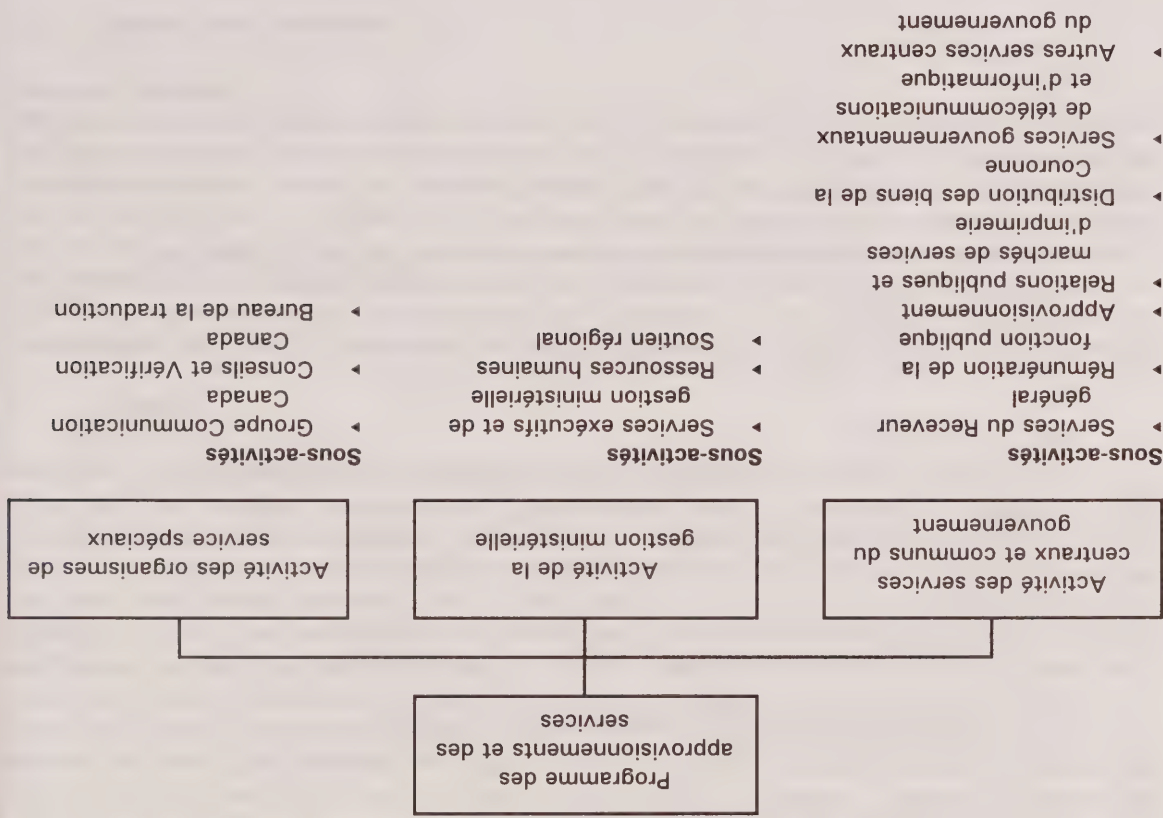 Programme des
approvisionnements et des
services
Activité des services
centraux et communs du
gouvernement
Sous-activités
▸ Services du Receveur
général
▸ Rémunération de la
fonction publique
▸ Approvisionnement
▸ Relations publiques et
marchés de services
d'imprimerie
▸ Distribution des biens de la
Couronne
▸ Services gouvernementaux
de télécommunications
et d'informatique
▸ Autres services centraux
du gouvernement
Activité de la
gestion ministérielle
Sous-activités
▸ Services exécutifs et de
gestion ministérielle
▸ Ressources humaines
▸ Soutien régional
Activité des organismes de
service spéciaux
Sous-activités
▸ Groupe Communication
Canada
▸ Conseils et Vérification
Canada
▸ Bureau de la traduction